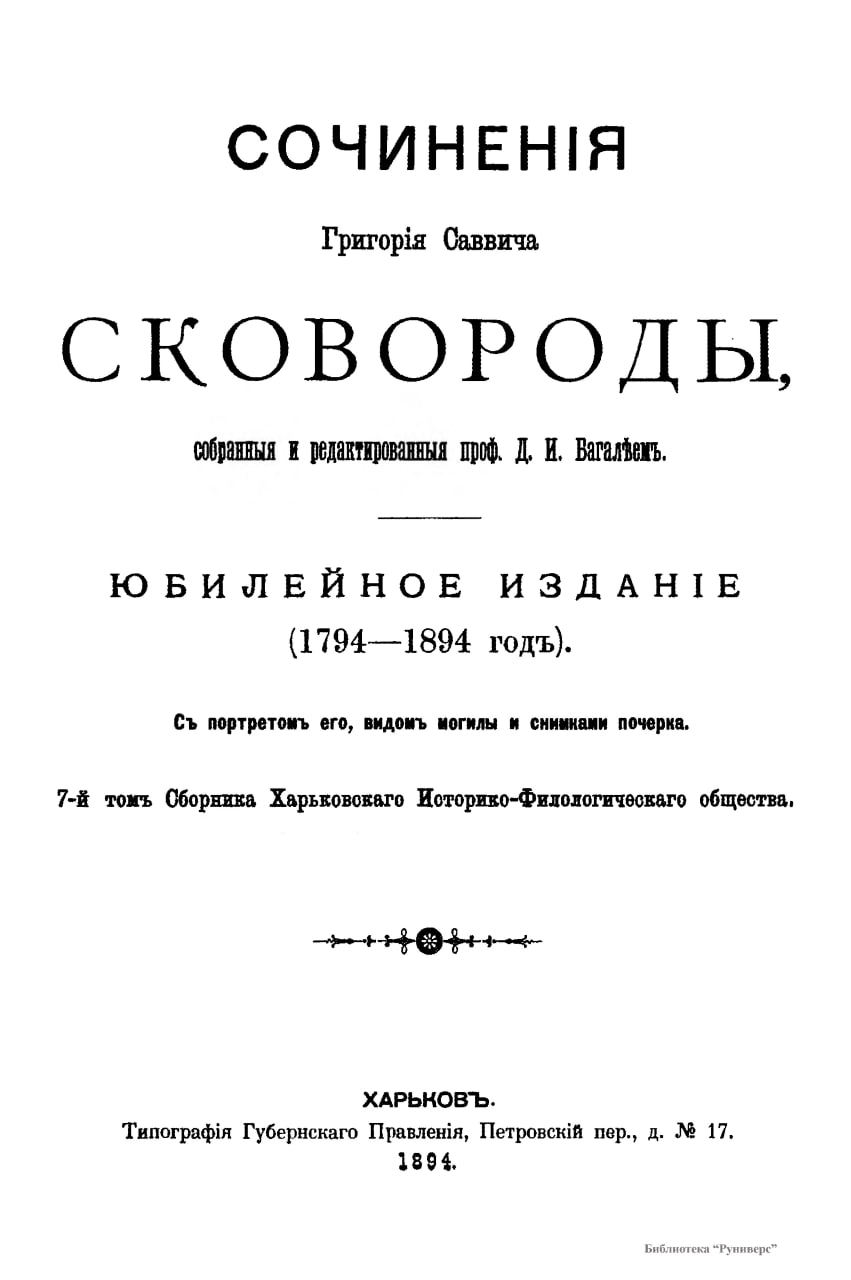 СОЧИНЕНІЯ
Григорія Саввича
СКОВОРОДЫ,
собранныя и редактированныя проф. Д. И. Багалѣемъ.
ЮБИЛЕЙНОЕ ИЗДАНІЕ
(1794—1894 годъ).
Съ портретомъ его, видомъ могилы и снимками почерка.
7-й томъ Сборника Харьковскаго Историко-Филологическаго общества.
ХАРЬКОВЪ.
Типографія Губернскаго Правленія, Петровскій пер., д. № 17.
1894.
Библиотека “Руниверс”